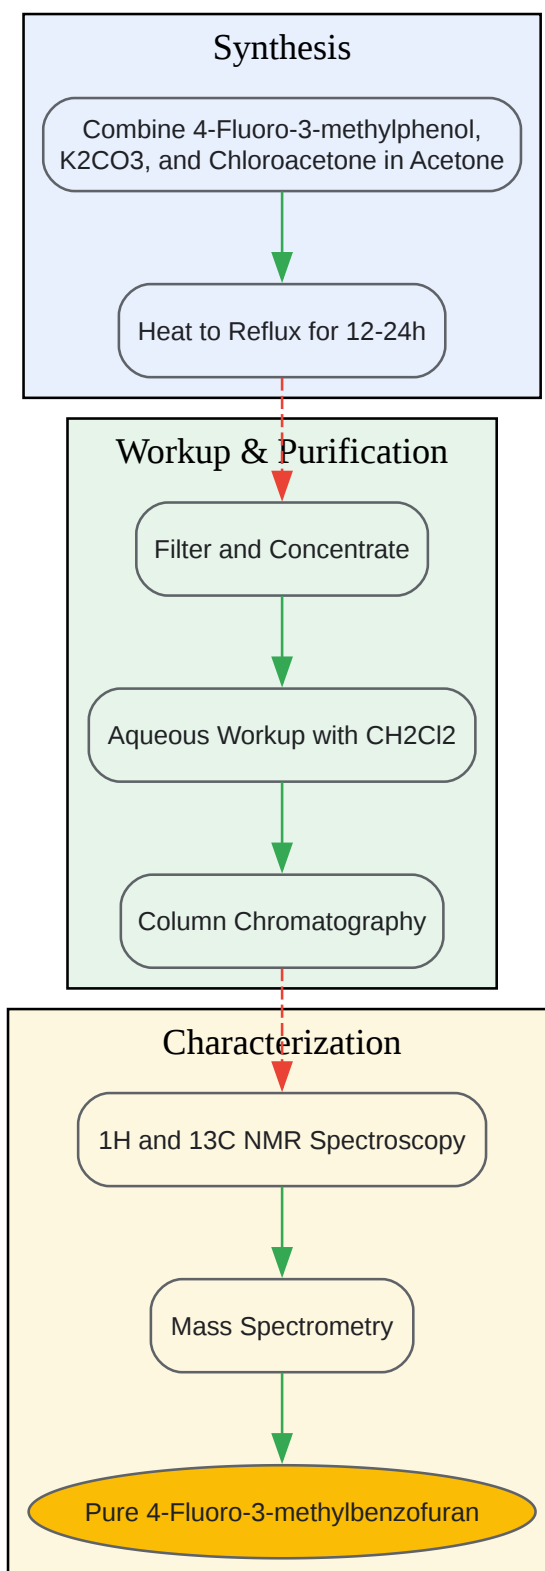 Synthesis
Combine 4-Fluoro-3-methylphenol,
K2CO3, and Chloroacetone in Acetone
Heat to Reflux for 12-24h
Workup & Purification
Filter and Concentrate
Aqueous Workup with CH2Cl2
Column Chromatography
Characterization
1H and 13C NMR Spectroscopy
Mass Spectrometry
Pure 4-Fluoro-3-methylbenzofuran